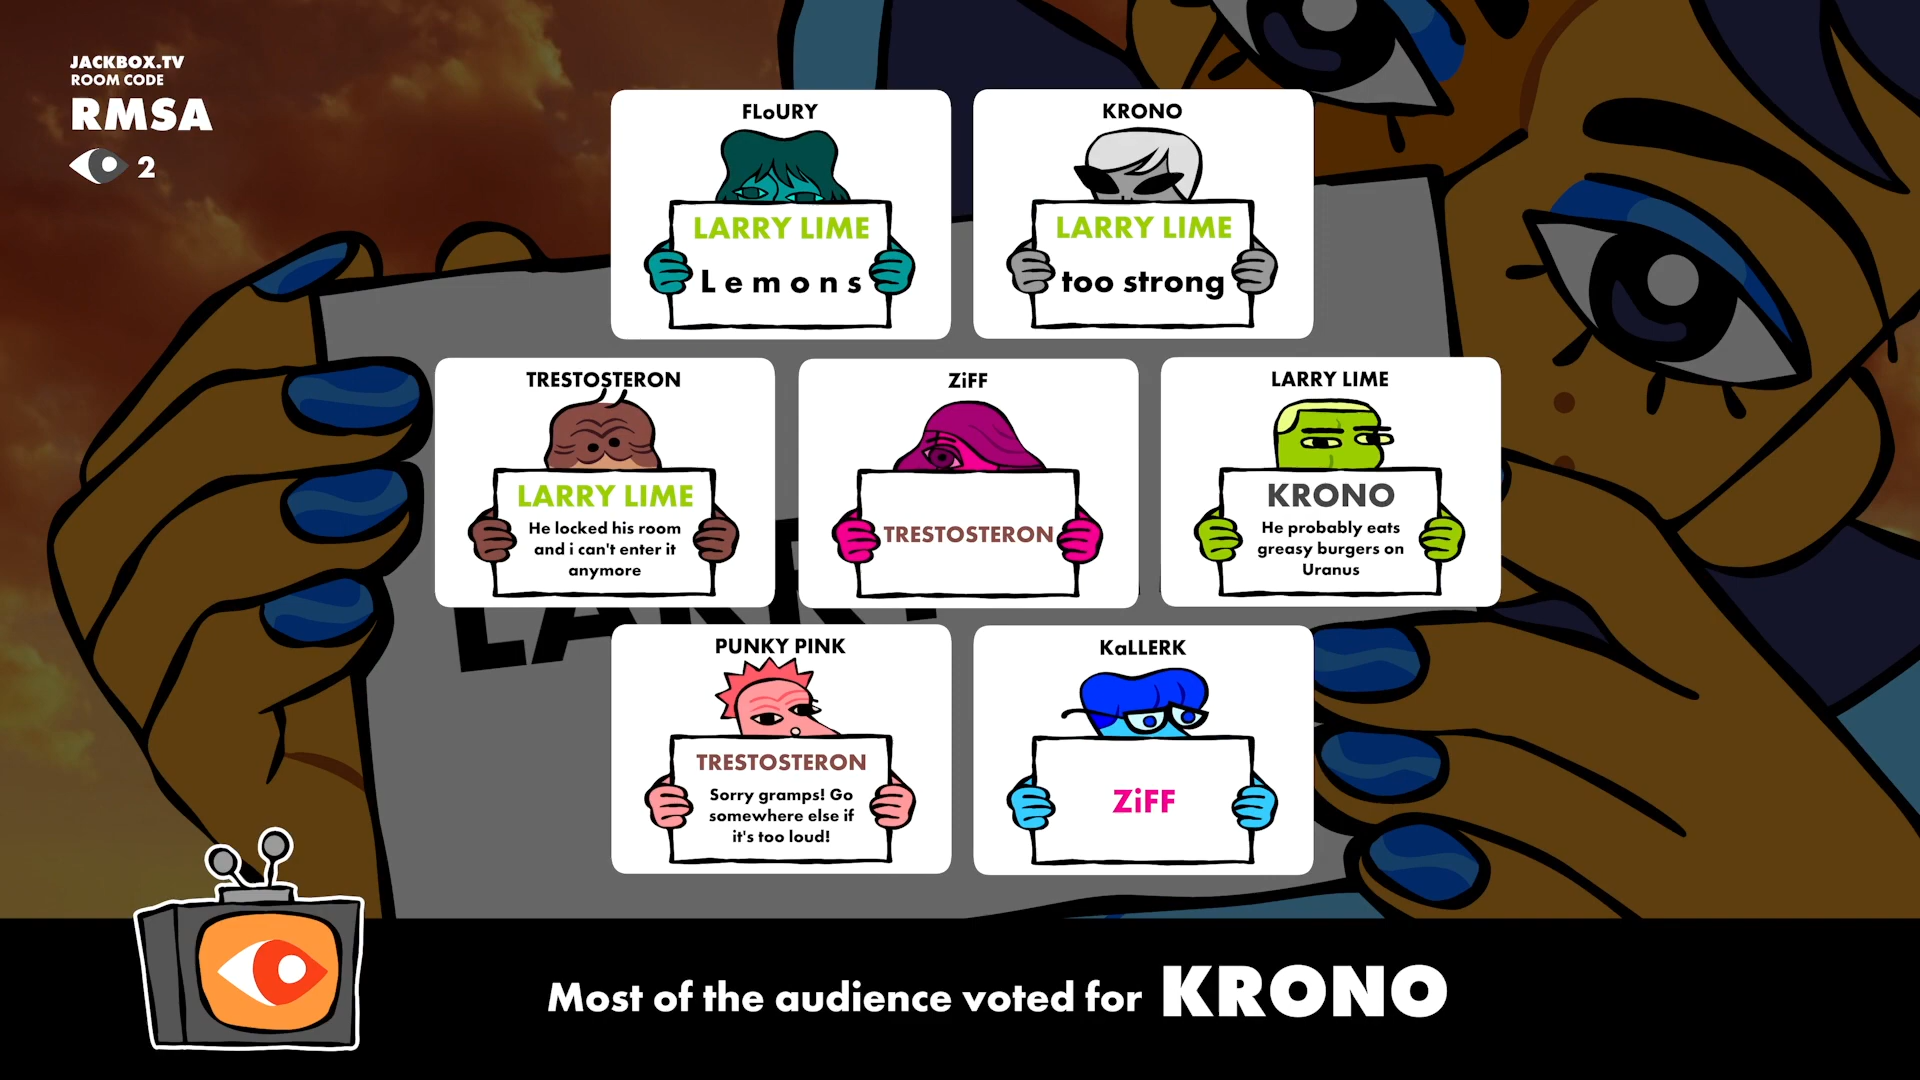 JACKBOX.TV
ROOM CODE
RMSA
2
FLoURY
LARRY LIME
Lemons
KRONO
LARRY LIME
too strong
TRESTOSTERON
LARRY LIME
He locked his room
and i can't enter it
anymore
ZiFF
TRESTOSTERON
LARRY LIME
KRONO
He probably eats
greasy burgers on
Uranus
PUNKY PINK
TRESTOSTERON
Sorry gramps! Go
somewhere else if
it's too loud!
KaLLERK
ZiFF
Most of the audience voted for KRONO